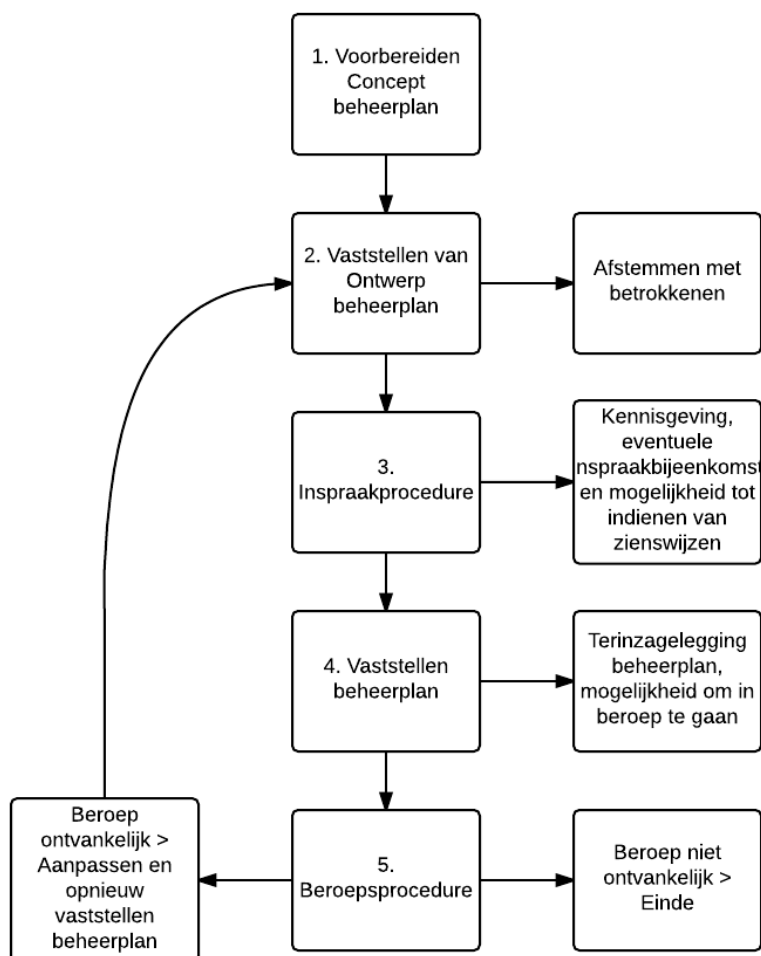 1. Voorbereiden
Concept
beheerplan
2. Vaststellen van
Ontwerp
beheerplan
Afstemmen met
betrokkenen
3.
Inspraakprocedure
Kennisgeving,
eventuele
nspraakbijeenkomst
en mogelijkheid tot
indienen van
zienswijzen
4. Vaststellen
beheerplan
Terinzagelegging
beheerplan,
mogelijkheid om in
beroep te gaan
Beroep
ontvankelijk >
Aanpassen en
opnieuw
vaststellen
beheerplan
5.
Beroepsprocedure
Beroep niet
ontvankelijk >
Einde